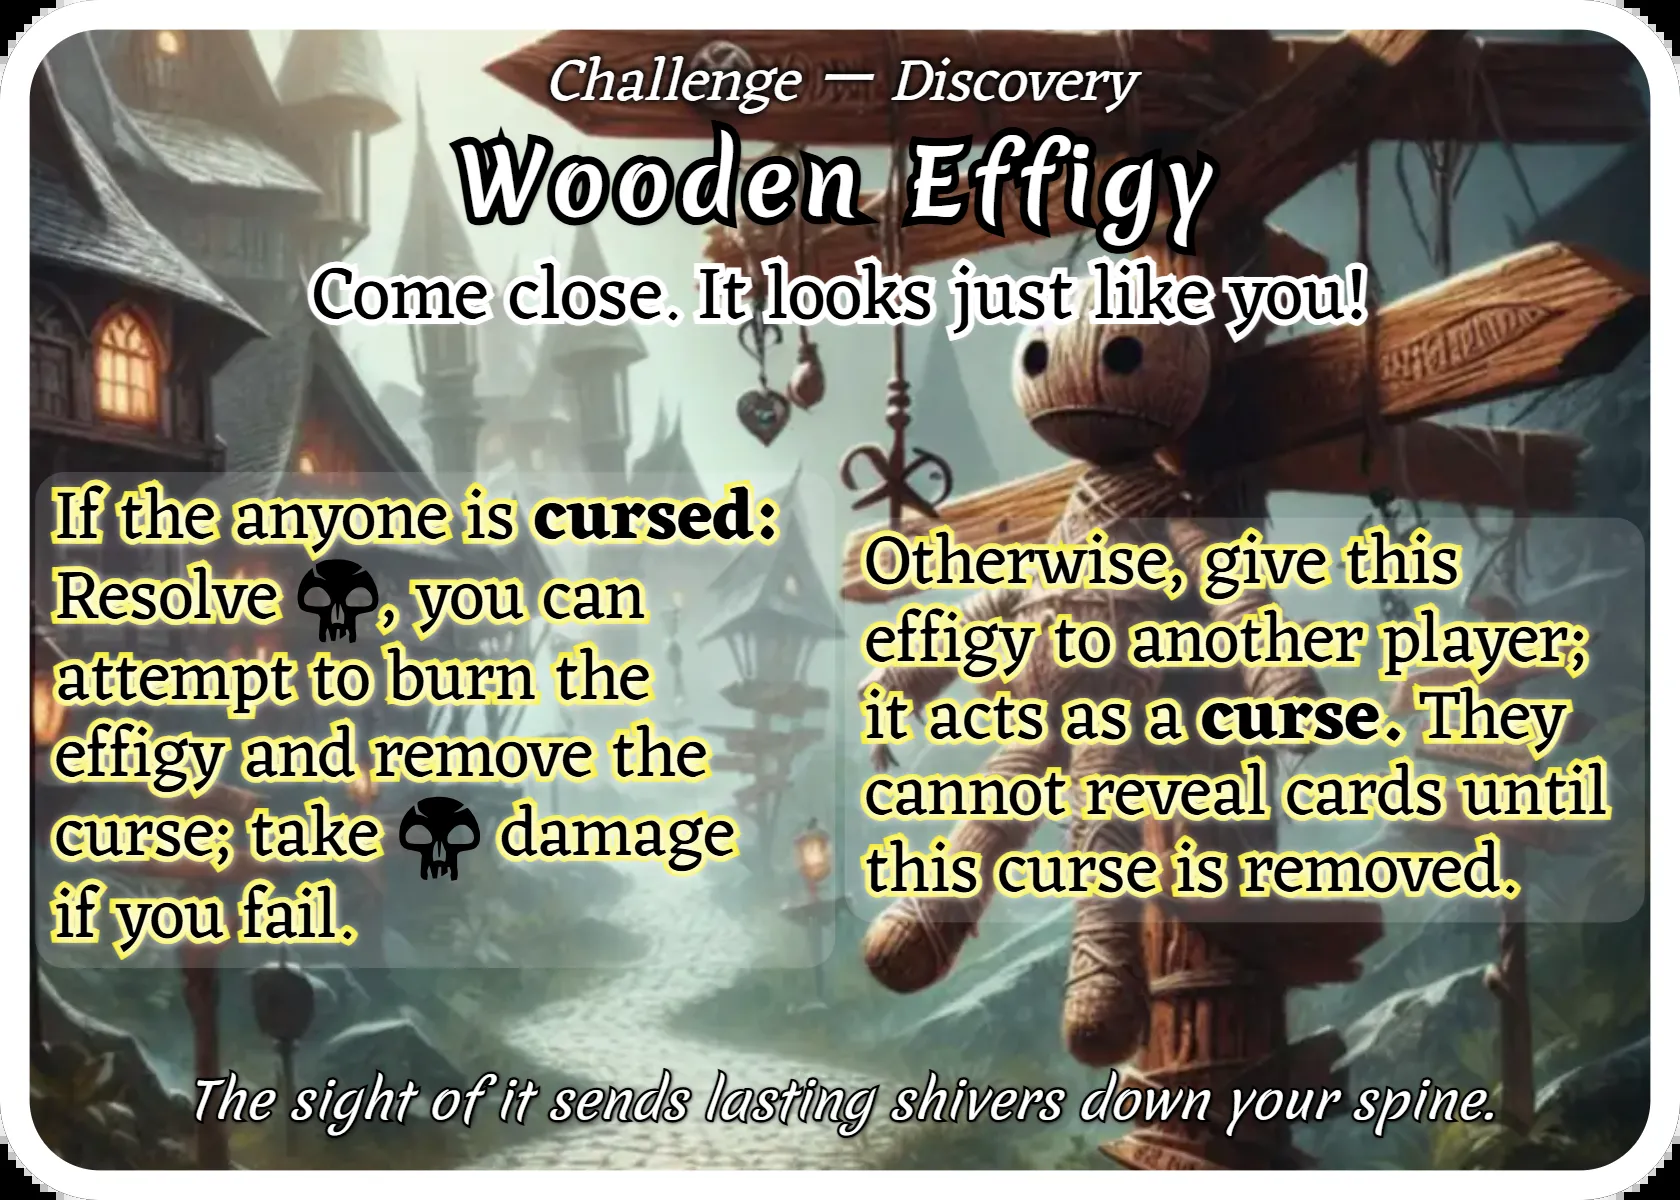 Challenge — Discovery
Wooden Effigy
Come close. It looks just like you!
If the anyone is cursed:
Resolve , you can
attempt to burn the
effigy and remove the
curse; take damage
if you fail.
Otherwise, give this
effigy to another player;
it acts as a curse. They
cannot reveal cards until
this curse is removed.
The sight of it sends lasting shivers down your spine.